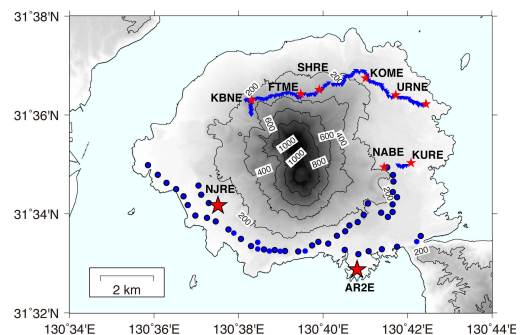 31°38'N
SHRE
200
KOME
200
FTME
URNE
KBNE
31°36'N
600
1000
600
400
NABE
KURE
1000
800
400
NJRE
200
31°34'N
200
200
AR2E
2 km
31°32'N
130°34'E
130°36'E
130°38'E
130°40'E
130°42'E
130°44'E